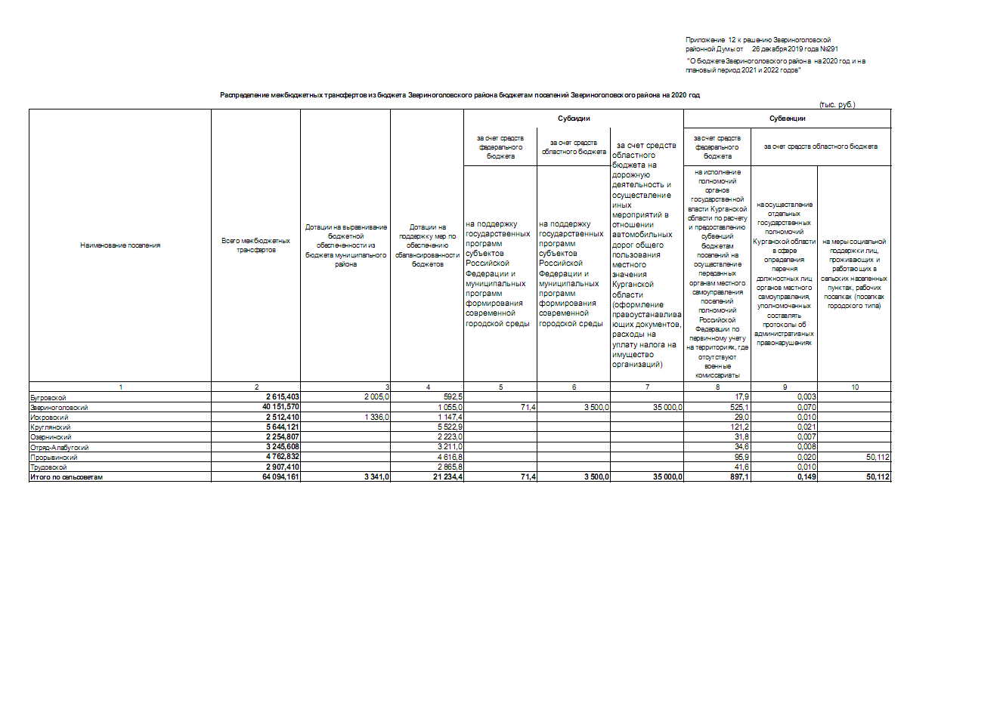 Приложение 12 к решению Звериноголовской
районной Думы от 26 декабря 2019 года №291
"О бюджете Звериноголовского района на 2020 год и на
плановый период 2021 и 2022 годов"
Распределение межбюджетных трансфертов из бюджета Звериноголовского района бюджетам поселений Звериноголовского района на 2020 год
(тыс. руб.)
Наименование поселения
Всего межбюджетных
трансфертов
Дотации на выравнивание
бюджетной
обеспеченности из
бюджета муниципального
района
Дотации на
поддержку мер по
обеспечению
сбалансированности
бюджетов
Субсидии
за счет средств
федерального
бюджета
на поддержку
государственных
программ
субъектов
Российской
Федерации и
муниципальных
программ
формирования
современной
городской среды
за счет средств
областного бюджета
на поддержку
государственных
программ
субъектов
Российской
Федерации и
муниципальных
программ
формирования
современной
городской среды
за счет средств
областного
бюджета на
дорожную
деятельность и
осуществление
иных
мероприятий в
отношении
автомобильных
дорог общего
пользования
местного
значения
Курганской
области
(оформление
правоустанавлива
ющих документов,
расходы на
уплату налога на
имущество
организаций)
Субвенции
за счет средств
федерального
бюджета
на исполнение
полномочий
органов
государственной
власти Курганской
области по расчету
и предоставлению
субвенций
бюджетам
поселений на
осуществление
переданных
органам местного
самоуправления
поселений
полномочий
Российской
Федерации по
первичному учету
на территориях, где
отсутствуют
военные
комиссариаты
за счет средств областного бюджета
на осуществление
отдельных
государственных
полномочий
Курганской области
в сфере
определения
перечня
должностных лиц
органов местного
самоуправления,
уполномоченных
составлять
протоколы об
административных
правонарушениях
на меры социальной
поддержки лиц,
проживающих и
работающих в
сельских населенных
пунктах, рабочих
поселках (поселках
городского типа)
1 2 3 4 5 6 7 8 9 10
Бугровской 2 615,403 2 005,0 592,5 17,9 0,003
Звериноголовский 40 151,570 1 055,0 71,4 3 500,0 35 000,0 525,1 0,070
Искровский 2 512,410 1 336,0 1 147,4 29,0 0,010
Круглянский 5 644,121 5 522,9 121,2 0,021
Озернинский 2 254,807 2 223,0 31,8 0,007
Отряд-Алабугский 3 245,608 3 211,0 34,6 0,008
Прорывинский 4 762,832 4 616,8 95,9 0,020 50,112
Трудовской 2 907,410 2 865,8 41,6 0,010
Итого по сельсоветам 64 094,161 3 341,0 21 234,4 71,4 3 500,0 35 000,0 897,1 0,149 50,112